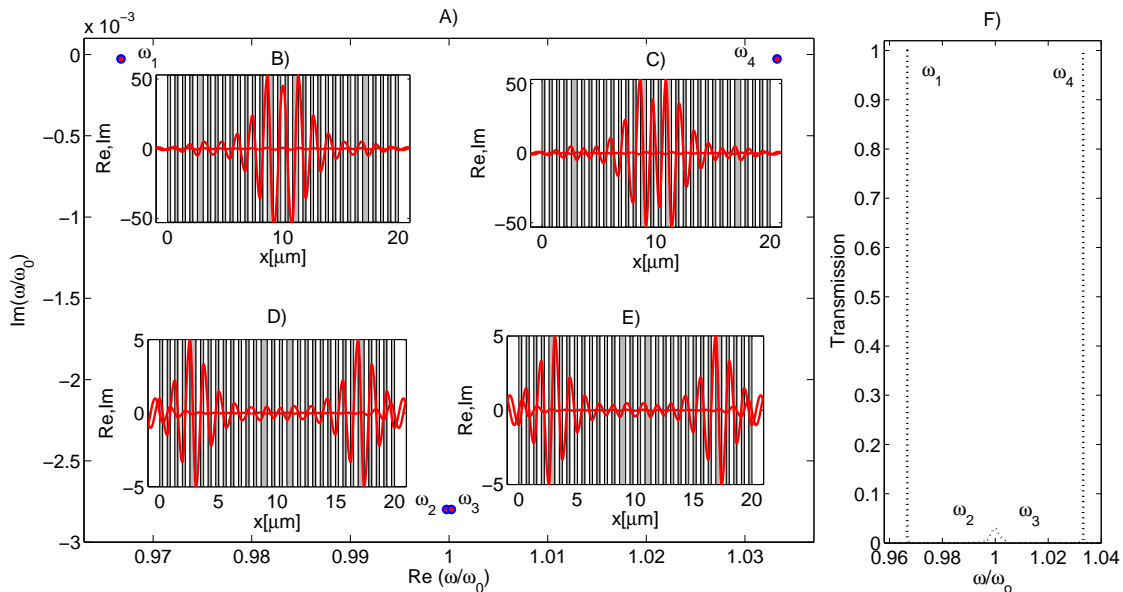 A)
x 10⁻³
0
−0.5
−1
−1.5
−2
−2.5
−3
Im(ω/ω₀)
0.97
0.98
0.99
1
1.01
1.02
1.03
Re (ω/ω₀)
ω₁
ω₄
ω₂ ω₃
B)
50
0
−50
Re,Im
0 10 20
x[μm]
C)
50
0
−50
Re,Im
0 10 20
x[μm]
D)
5
0
−5
Re,Im
0 5 10 15 20
x[μm]
E)
5
0
−5
Re,Im
0 5 10 15 20
x[μm]
F)
1
0.9
0.8
0.7
0.6
0.5
0.4
0.3
0.2
0.1
0
Transmission
ω₁
ω₄
ω₂
ω₃
0.96 0.98 1 1.02 1.04
ω/ωₒ